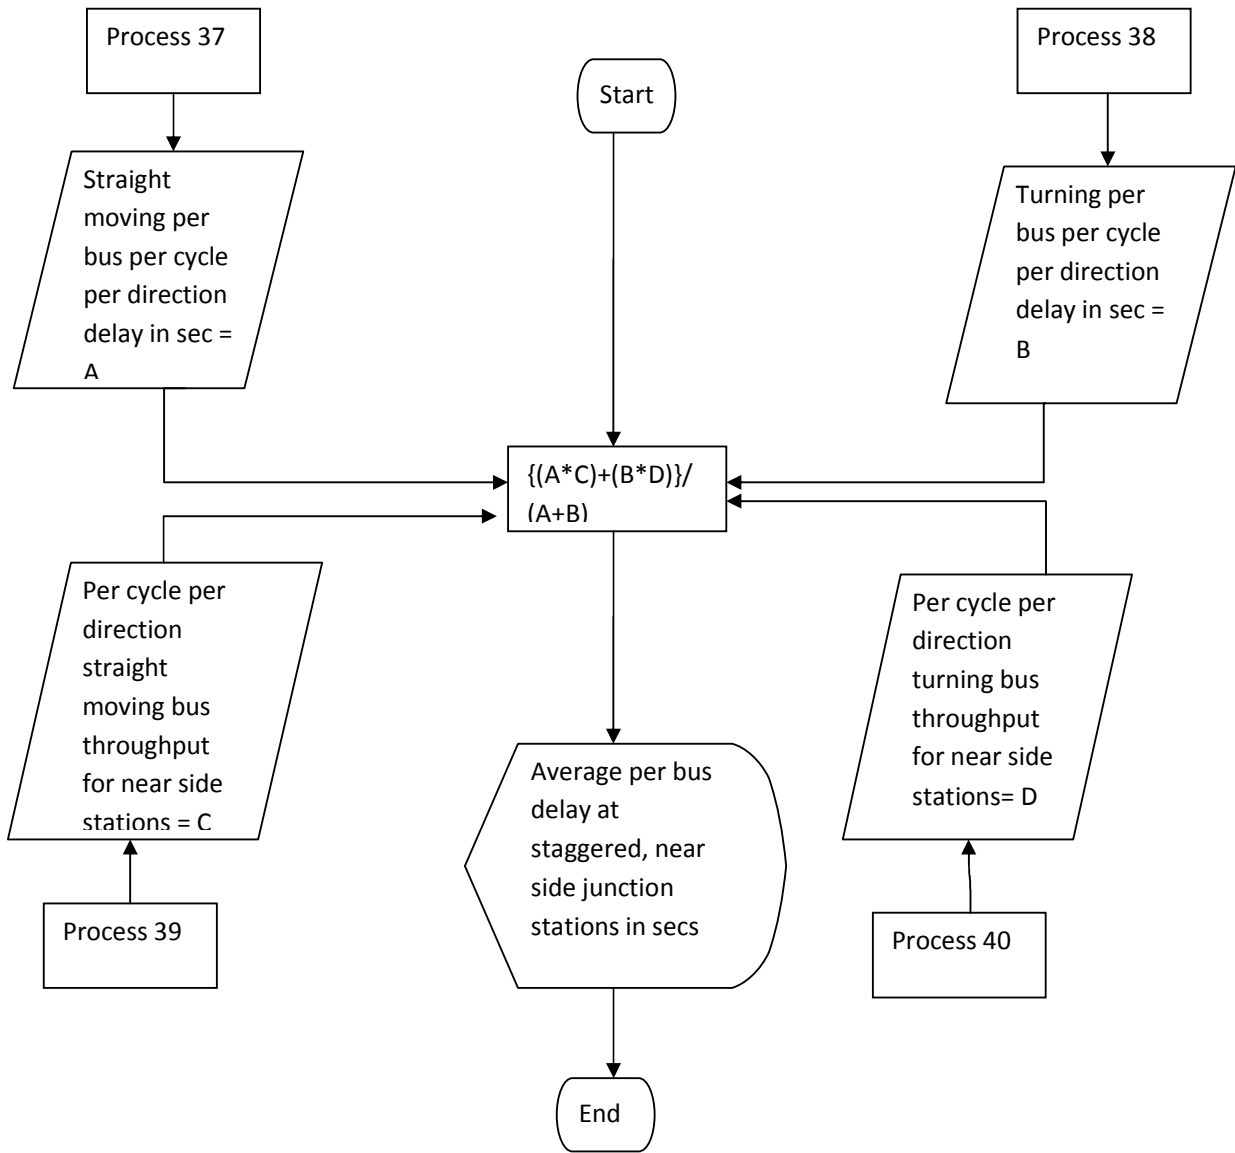 Process 37
Process 38
Start
Straight
moving per
bus per cycle
per direction
delay in sec =
A
Turning per
bus per cycle
per direction
delay in sec =
B
{(A*C)+(B*D)}/
(A+B)
Per cycle per
direction
straight
moving bus
throughput
for near side
stations = C
Per cycle per
direction
turning bus
throughput
for near side
stations= D
Average per bus
delay at
staggered, near
side junction
stations in secs
Process 39
Process 40
End